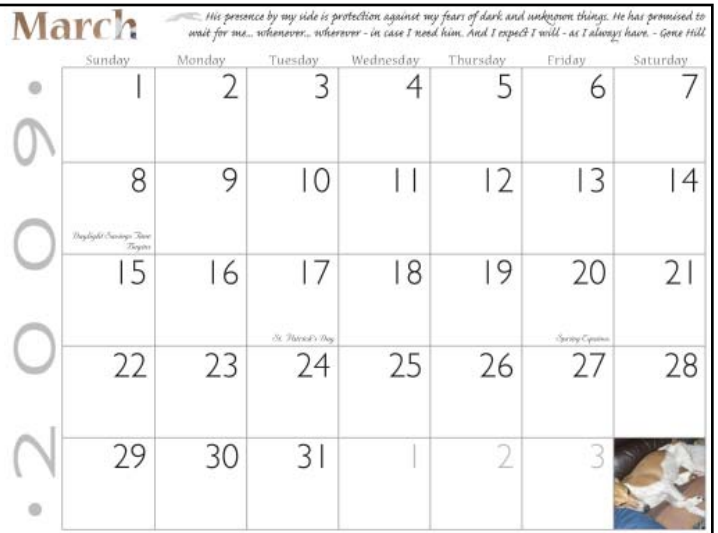 March
His presence by my side is protection against my fears of dark and unknown things. He has promised to
wait for me... whenever... wherever - in case I need him. And I expect I will - as I always have. - Gene Hill
Sunday Monday Tuesday Wednesday Thursday Friday Saturday
1 2 3 4 5 6 7
8 9 10 11 12 13 14
Daylight Savings Time
Begins
15 16 17 18 19 20 21
St. Patrick's Day Spring Equinox
22 23 24 25 26 27 28
29 30 31 1 2 3
• 2009 •